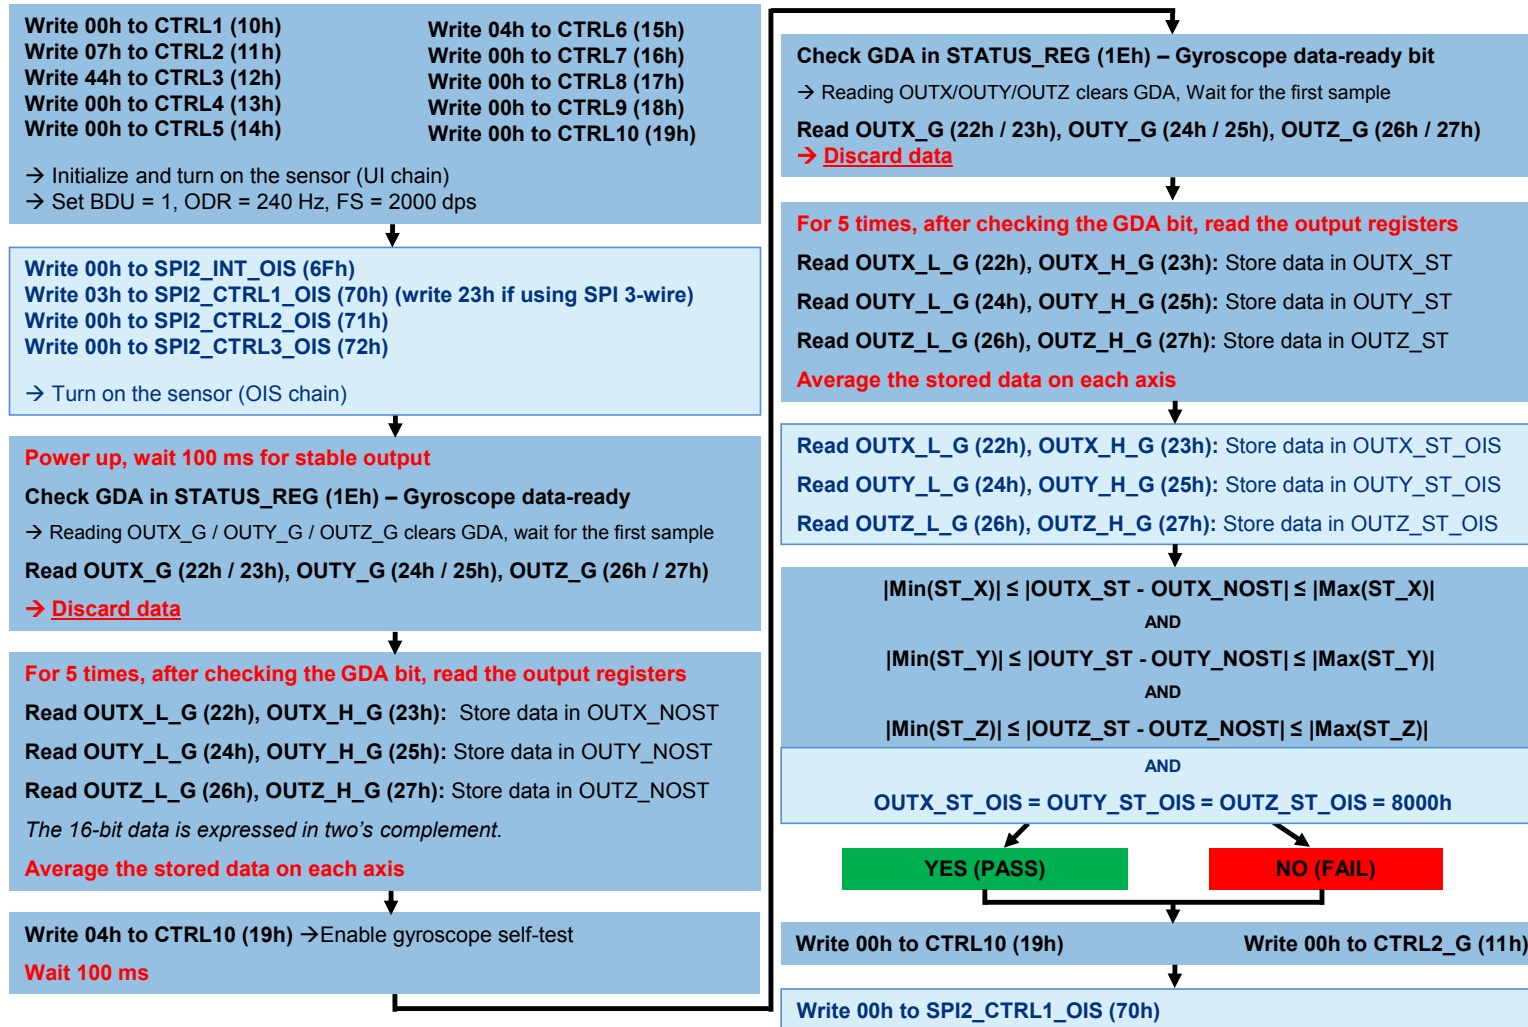 Write 00h to CTRL1 (10h)
Write 07h to CTRL2 (11h)
Write 44h to CTRL3 (12h)
Write 00h to CTRL4 (13h)
Write 00h to CTRL5 (14h)
Write 04h to CTRL6 (15h)
Write 00h to CTRL7 (16h)
Write 00h to CTRL8 (17h)
Write 00h to CTRL9 (18h)
Write 00h to CTRL10 (19h)
→ Initialize and turn on the sensor (UI chain)
→ Set BDU = 1, ODR = 240 Hz, FS = 2000 dps
Write 00h to SPI2_INT_OIS (6Fh)
Write 03h to SPI2_CTRL1_OIS (70h) (write 23h if using SPI 3-wire)
Write 00h to SPI2_CTRL2_OIS (71h)
Write 00h to SPI2_CTRL3_OIS (72h)
→ Turn on the sensor (OIS chain)
Power up, wait 100 ms for stable output
Check GDA in STATUS_REG (1Eh) – Gyroscope data-ready
→ Reading OUTX_G / OUTY_G / OUTZ_G clears GDA, wait for the first sample
Read OUTX_G (22h / 23h), OUTY_G (24h / 25h), OUTZ_G (26h / 27h)
→ Discard data
For 5 times, after checking the GDA bit, read the output registers
Read OUTX_L_G (22h), OUTX_H_G (23h): Store data in OUTX_NOST
Read OUTY_L_G (24h), OUTY_H_G (25h): Store data in OUTY_NOST
Read OUTZ_L_G (26h), OUTZ_H_G (27h): Store data in OUTZ_NOST
The 16-bit data is expressed in two's complement.
Average the stored data on each axis
Write 04h to CTRL10 (19h) →Enable gyroscope self-test
Wait 100 ms
Check GDA in STATUS_REG (1Eh) – Gyroscope data-ready bit
→ Reading OUTX/OUTY/OUTZ clears GDA, Wait for the first sample
Read OUTX_G (22h / 23h), OUTY_G (24h / 25h), OUTZ_G (26h / 27h)
→ Discard data
For 5 times, after checking the GDA bit, read the output registers
Read OUTX_L_G (22h), OUTX_H_G (23h): Store data in OUTX_ST
Read OUTY_L_G (24h), OUTY_H_G (25h): Store data in OUTY_ST
Read OUTZ_L_G (26h), OUTZ_H_G (27h): Store data in OUTZ_ST
Average the stored data on each axis
Read OUTX_L_G (22h), OUTX_H_G (23h): Store data in OUTX_ST_OIS
Read OUTY_L_G (24h), OUTY_H_G (25h): Store data in OUTY_ST_OIS
Read OUTZ_L_G (26h), OUTZ_H_G (27h): Store data in OUTZ_ST_OIS
|Min(ST_X)| ≤ |OUTX_ST - OUTX_NOST| ≤ |Max(ST_X)|
AND
|Min(ST_Y)| ≤ |OUTY_ST - OUTY_NOST| ≤ |Max(ST_Y)|
AND
|Min(ST_Z)| ≤ |OUTZ_ST - OUTZ_NOST| ≤ |Max(ST_Z)|
AND
OUTX_ST_OIS = OUTY_ST_OIS = OUTZ_ST_OIS = 8000h
YES (PASS)
NO (FAIL)
Write 00h to CTRL10 (19h)
Write 00h to CTRL2_G (11h)
Write 00h to SPI2_CTRL1_OIS (70h)